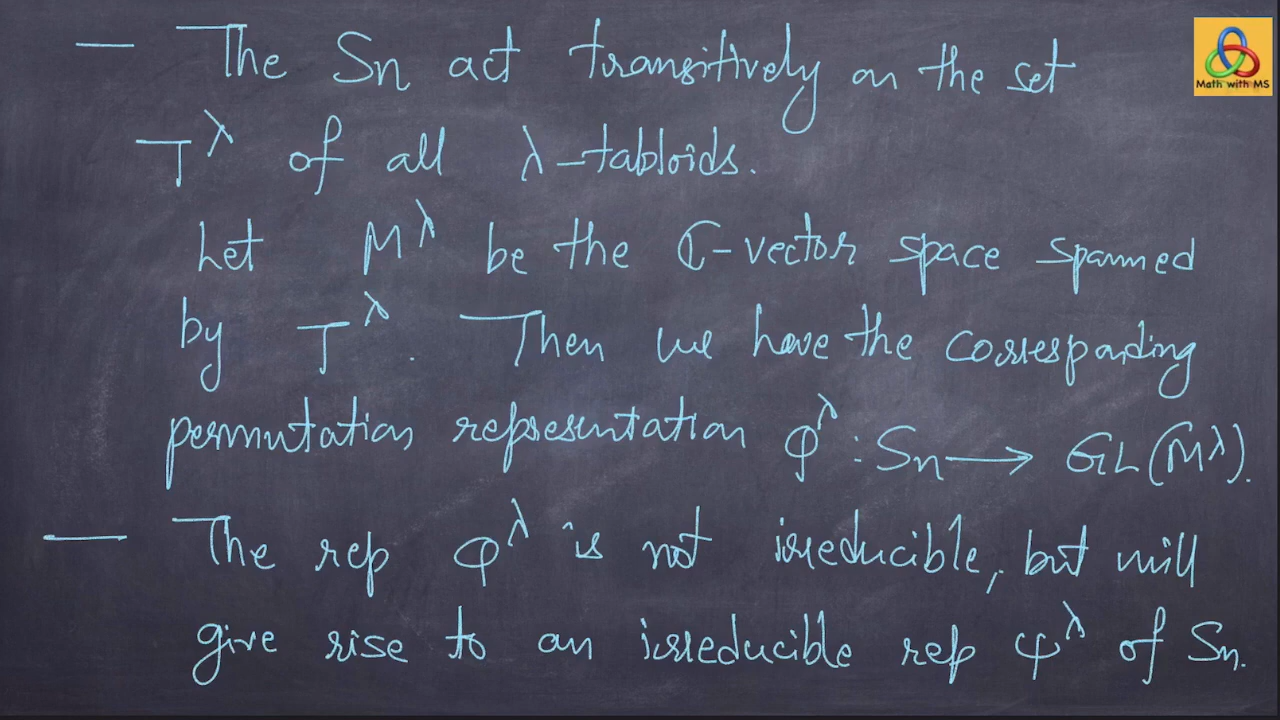 — The Sn act transitively on the set
T^λ of all λ-tabloids.
Let M^λ be the ℂ-vector space spanned
by T^λ. Then we have the corresponding
permutation representation φ^λ : Sn → GL(M^λ).
— The rep φ^λ is not irreducible, but will
give rise to an irreducible rep ψ^λ of Sn.
Math with MS